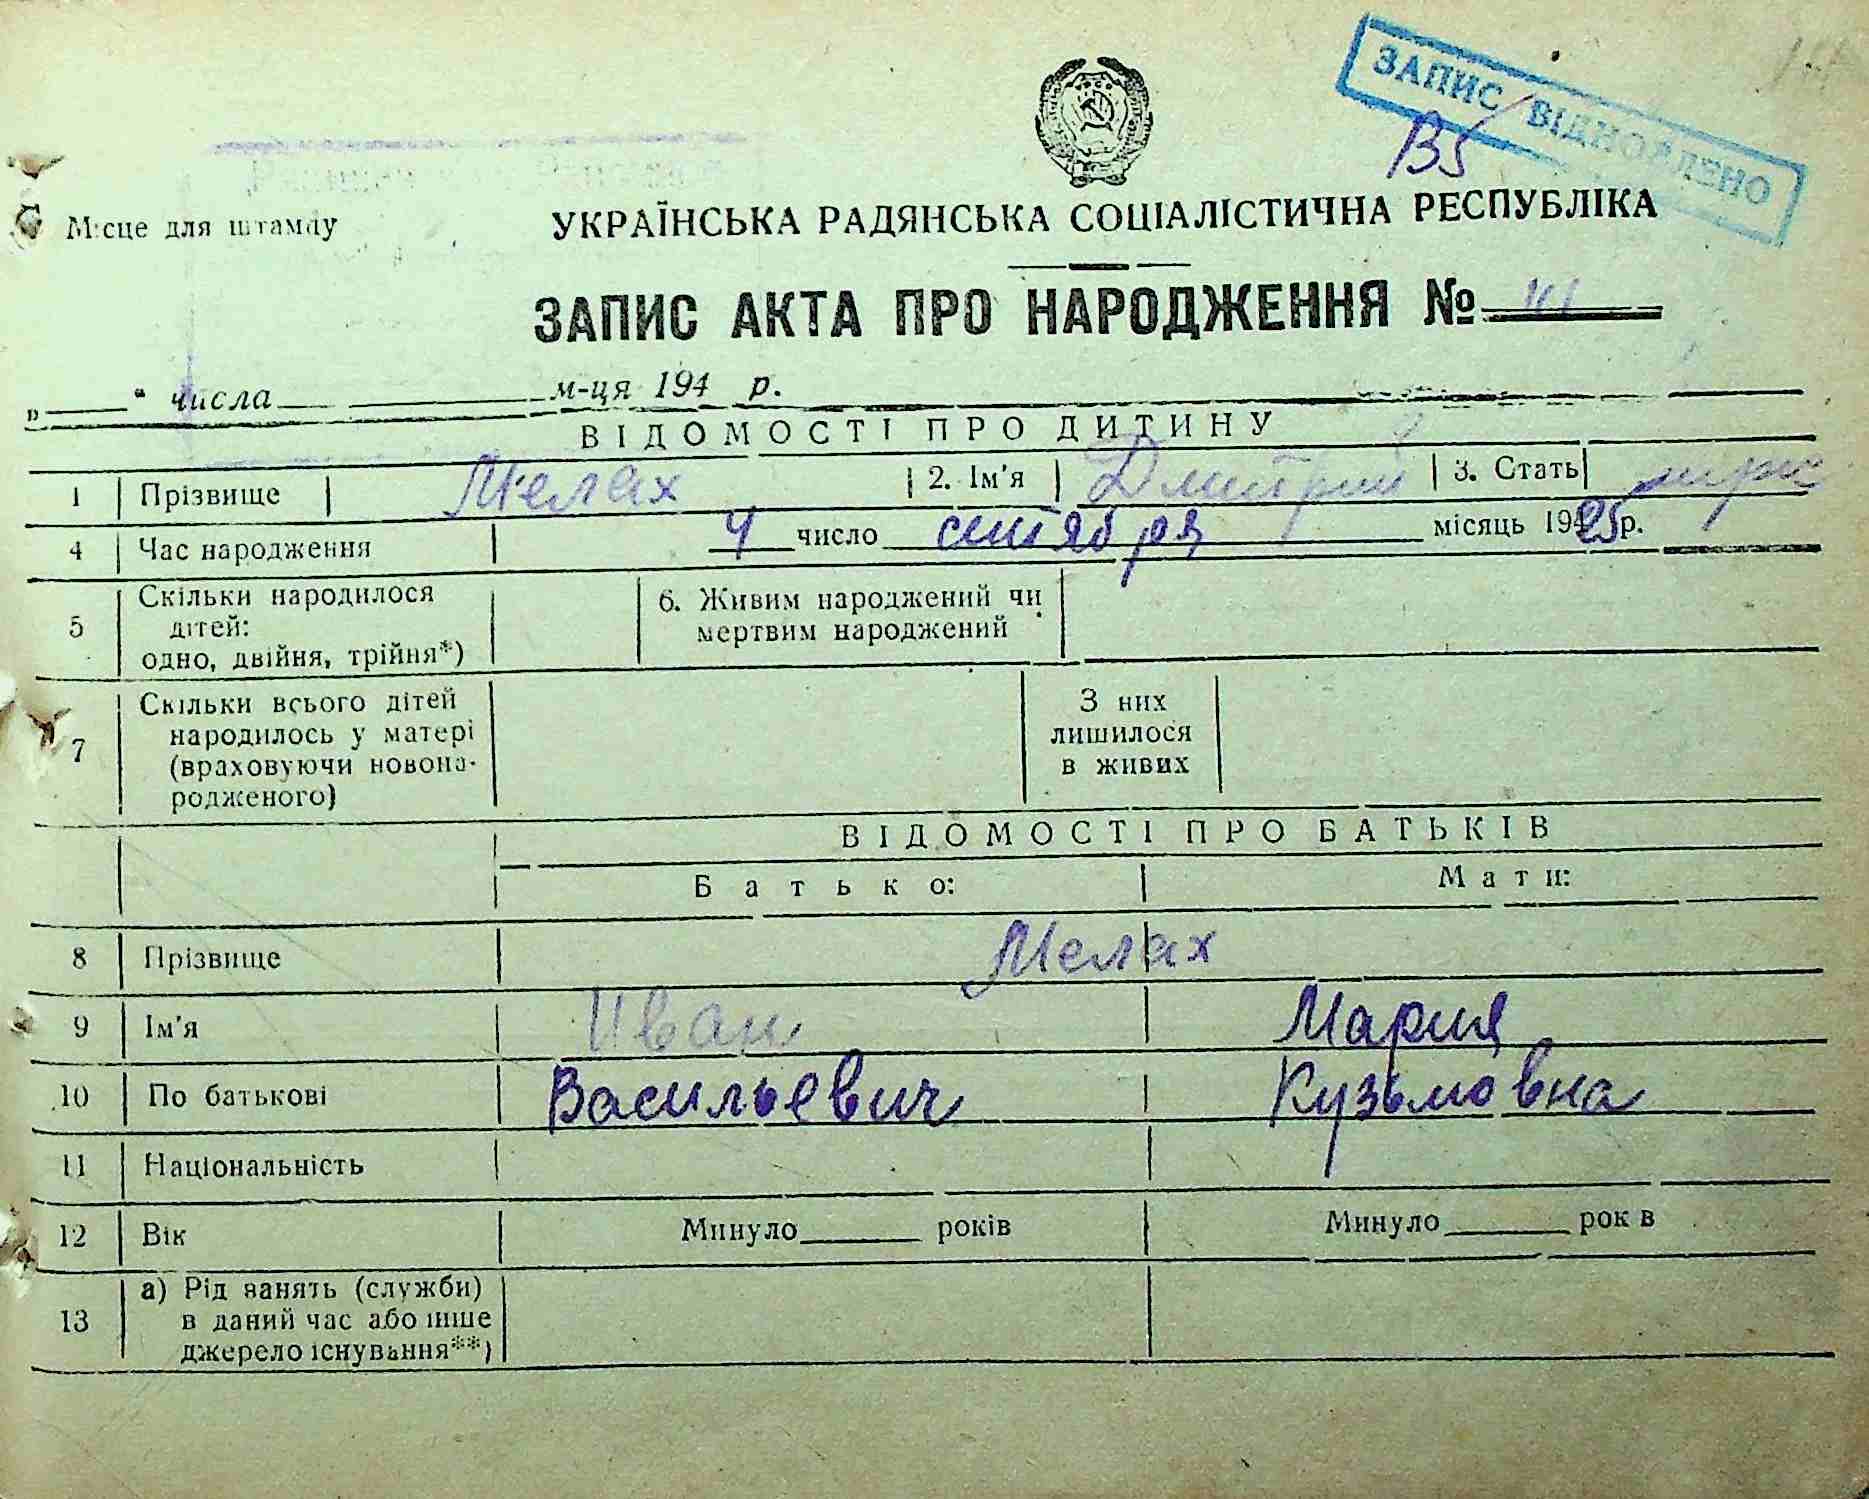 ЗАПИС ВІДНОВЛЕНО
Місце для штампу
УКРАЇНСЬКА РАДЯНСЬКА СОЦІАЛІСТИЧНА РЕСПУБЛІКА
ЗАПИС АКТА ПРО НАРОДЖЕННЯ №
„ “ числа м-ця 194 р.
ВІДОМОСТІ ПРО ДИТИНУ
1 Прізвище Мелах 2. Ім'я Дмитрий 3. Стать муж
4 Час народження 4 число сентября місяць 1925 р.
5 Скільки народилося дітей: одно, двійня, трійня*) 6. Живим народжений чи мертвим народжений
7 Скільки всього дітей народилось у матері (враховуючи новонародженого) З них лишилося в живих
ВІДОМОСТІ ПРО БАТЬКІВ
Батько: Мати:
8 Прізвище Мелах
9 Ім'я Иван Мария
10 По батькові Васильевич Кузьмовна
11 Національність
12 Вік Минуло років Минуло рок в
13 а) Рід занять (служби) в даний час або інше джерело існування**)